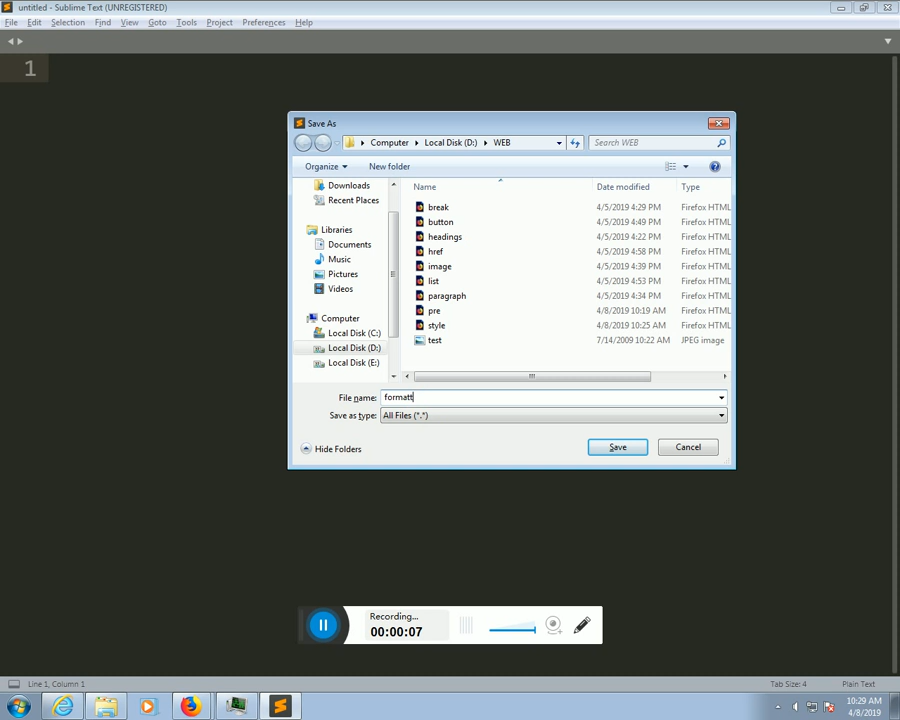 untitled - Sublime Text (UNREGISTERED)
File Edit Selection Find View Goto Tools Project Preferences Help
1
Save As
Computer Local Disk (D:) WEB Search WEB
Organize New folder
Downloads
Recent Places
Libraries
Documents
Music
Pictures
Videos
Computer
Local Disk (C:)
Local Disk (D:)
Local Disk (E:)
Name Date modified Type
break 4/5/2019 4:29 PM Firefox HTML
button 4/5/2019 4:49 PM Firefox HTML
headings 4/5/2019 4:22 PM Firefox HTML
href 4/5/2019 4:58 PM Firefox HTML
image 4/5/2019 4:39 PM Firefox HTML
list 4/5/2019 4:53 PM Firefox HTML
paragraph 4/5/2019 4:34 PM Firefox HTML
pre 4/8/2019 10:19 AM Firefox HTML
style 4/8/2019 10:25 AM Firefox HTML
test 7/14/2009 10:22 AM JPEG image
File name: formatt
Save as type: All Files (*.*)
Hide Folders Save Cancel
Recording...
00:00:07
Line 1, Column 1 Tab Size: 4 Plain Text
10:29 AM
4/8/2019